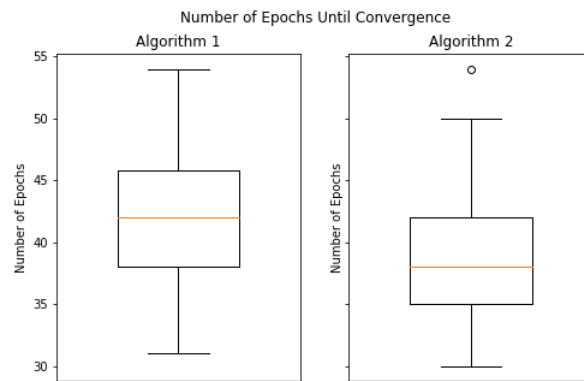 Number of Epochs Until Convergence
Algorithm 1
Algorithm 2
55
50
45
40
35
30
Number of Epochs
Number of Epochs